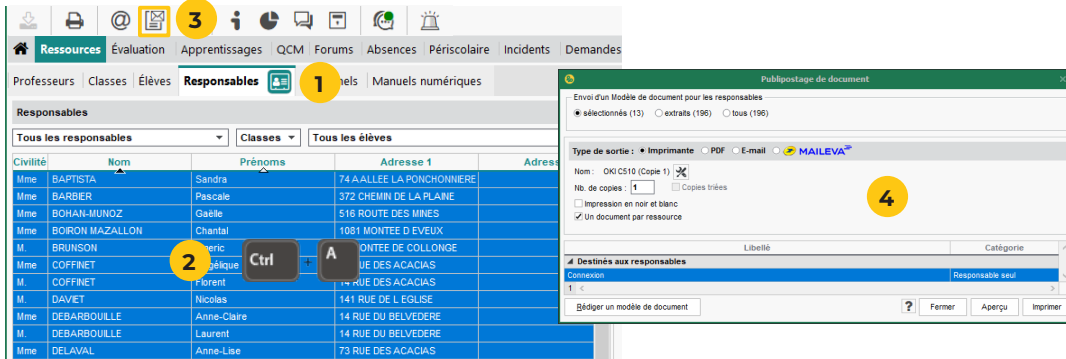 3
Ressources Évaluation Apprentissages QCM Forums Absences Périscolaire Incidents Demandes
Professeurs Classes Élèves Responsables 1 nels Manuels numériques
Responsables
Tous les responsables Classes Tous les élèves
Civilité Nom Prénoms Adresse 1 Adress
Mme BAPTISTA Sandra 74 A ALLEE LA PONCHONNIERE
Mme BARBIER Pascale 372 CHEMIN DE LA PLAINE
Mme BOHAN-MUNOZ Gaëlle 516 ROUTE DES MINES
Mme BOIRON MAZALLON Chantal 1081 MONTEE D EVEUX
M. BRUNSON eric ONTEE DE COLLONGE
Mme COFFINET gélique UE DES ACACIAS
2 Ctrl + A
M. COFFINET Florent 14 RUE DES ACACIAS
M. DAVIET Nicolas 141 RUE DE L EGLISE
Mme DEBARBOUILLE Anne-Claire 14 RUE DU BELVEDERE
M. DEBARBOUILLE Laurent 14 RUE DU BELVEDERE
Mme DELAVAL Anne-Lise 73 RUE DES ACACIAS
Publipostage de document
Envoi d'un Modèle de document pour les responsables
sélectionnés (13) extraits (196) tous (196)
Type de sortie : Imprimante PDF E-mail MAILEVA
Nom : OKI C510 (Copie 1)
Nb. de copies : 1 Copies triées
Impression en noir et blanc
Un document par ressource
4
Libellé Catégorie
Destinés aux responsables
Connexion Responsable seul
1
Rédiger un modèle de document ? Fermer Aperçu Imprimer